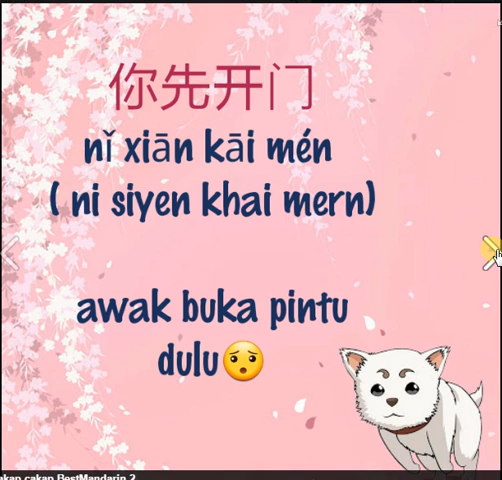 你先开门
nǐ xiān kāi mén
( ni siyen khai mern)
awak buka pintu
dulu😟
cakap BestMandarin 2